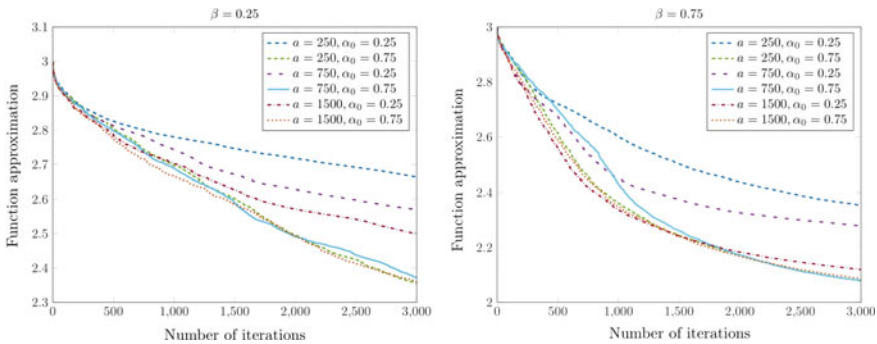 β = 0.25
3.1
3
2.9
2.8
2.7
2.6
2.5
2.4
2.3
Function approximation
a = 250, α₀ = 0.25
a = 250, α₀ = 0.75
a = 750, α₀ = 0.25
a = 750, α₀ = 0.75
a = 1500, α₀ = 0.25
a = 1500, α₀ = 0.75
0 500 1,000 1,500 2,000 2,500 3,000
Number of iterations
β = 0.75
3
2.8
2.6
2.4
2.2
2
Function approximation
a = 250, α₀ = 0.25
a = 250, α₀ = 0.75
a = 750, α₀ = 0.25
a = 750, α₀ = 0.75
a = 1500, α₀ = 0.25
a = 1500, α₀ = 0.75
0 500 1,000 1,500 2,000 2,500 3,000
Number of iterations